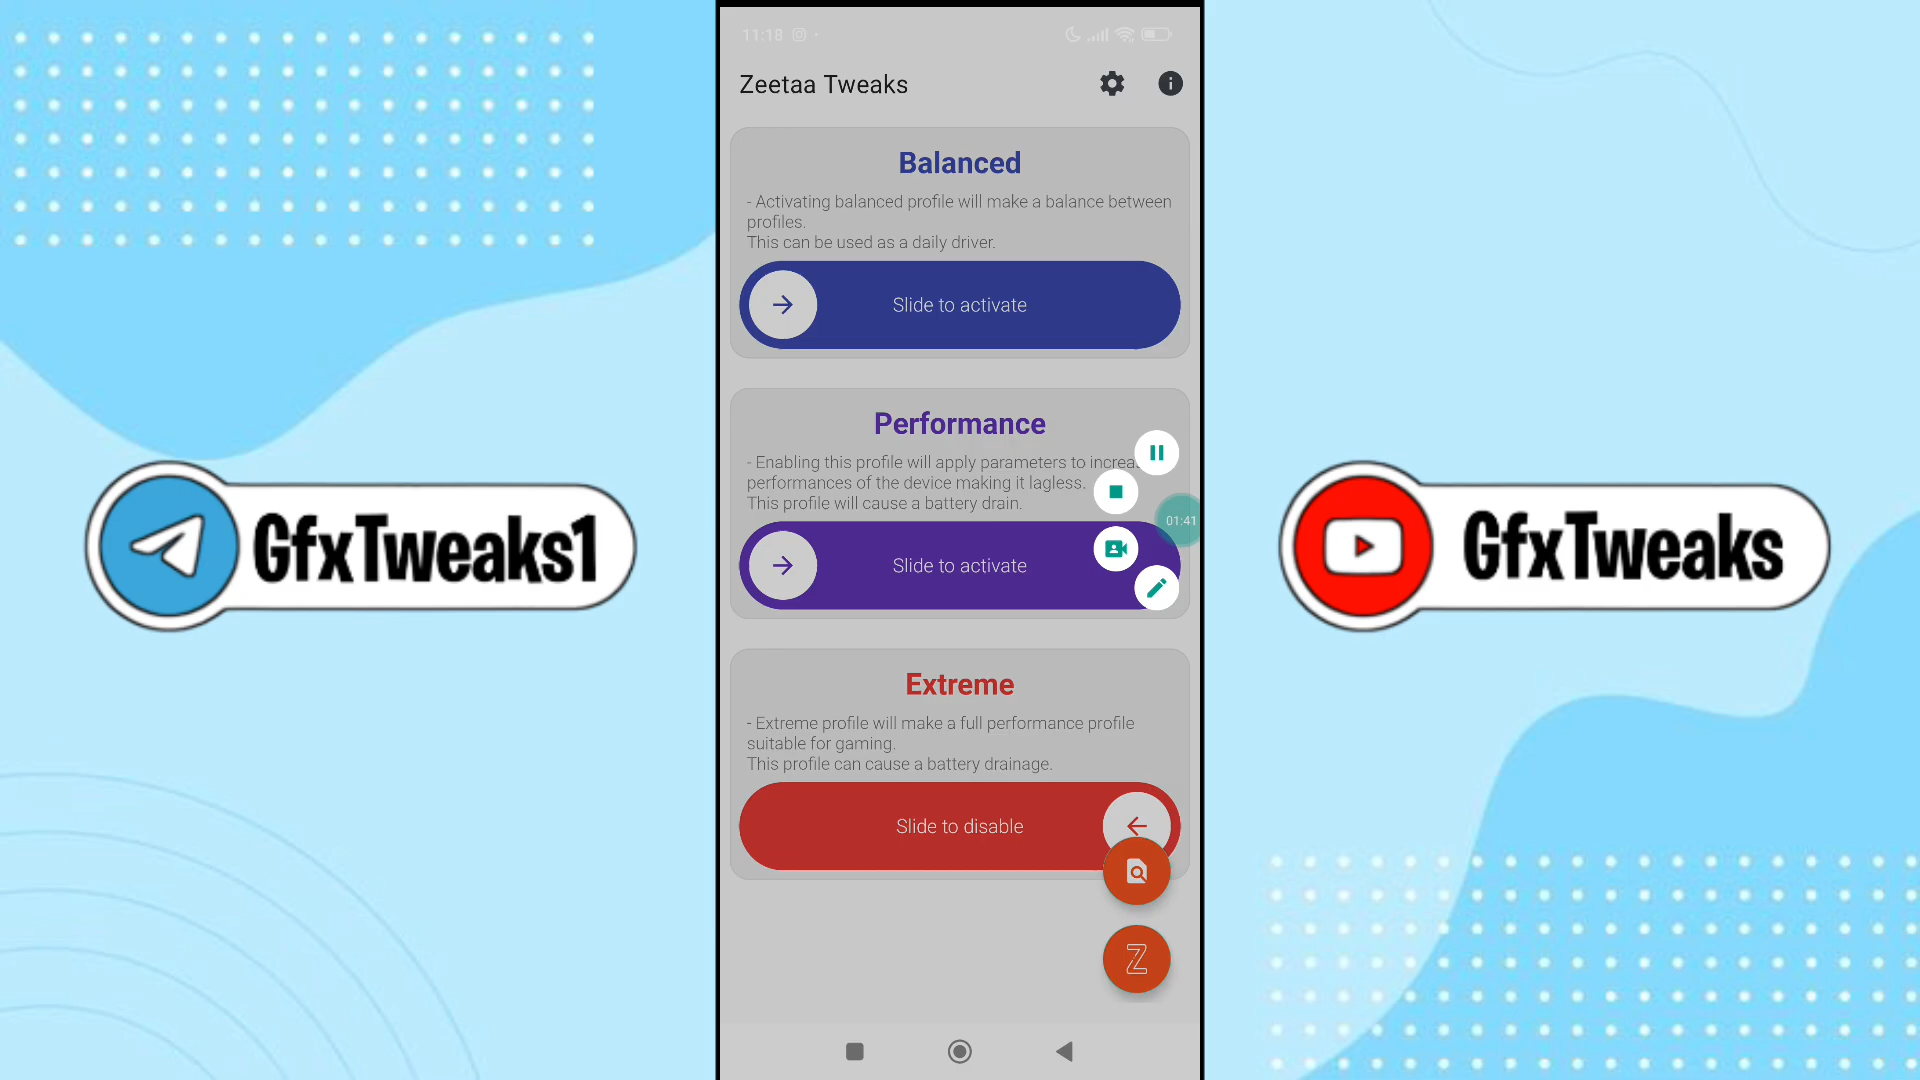 11:18
Zeetaa Tweaks
Balanced
- Activating balanced profile will make a balance between
profiles.
This can be used as a daily driver.
Slide to activate
Performance
- Enabling this profile will apply parameters to increa
performances of the device making it lagless.
This profile will cause a battery drain.
01:41
Slide to activate
GfxTweaks1
GfxTweaks
Extreme
- Extreme profile will make a full performance profile
suitable for gaming.
This profile can cause a battery drainage.
Slide to disable
Z